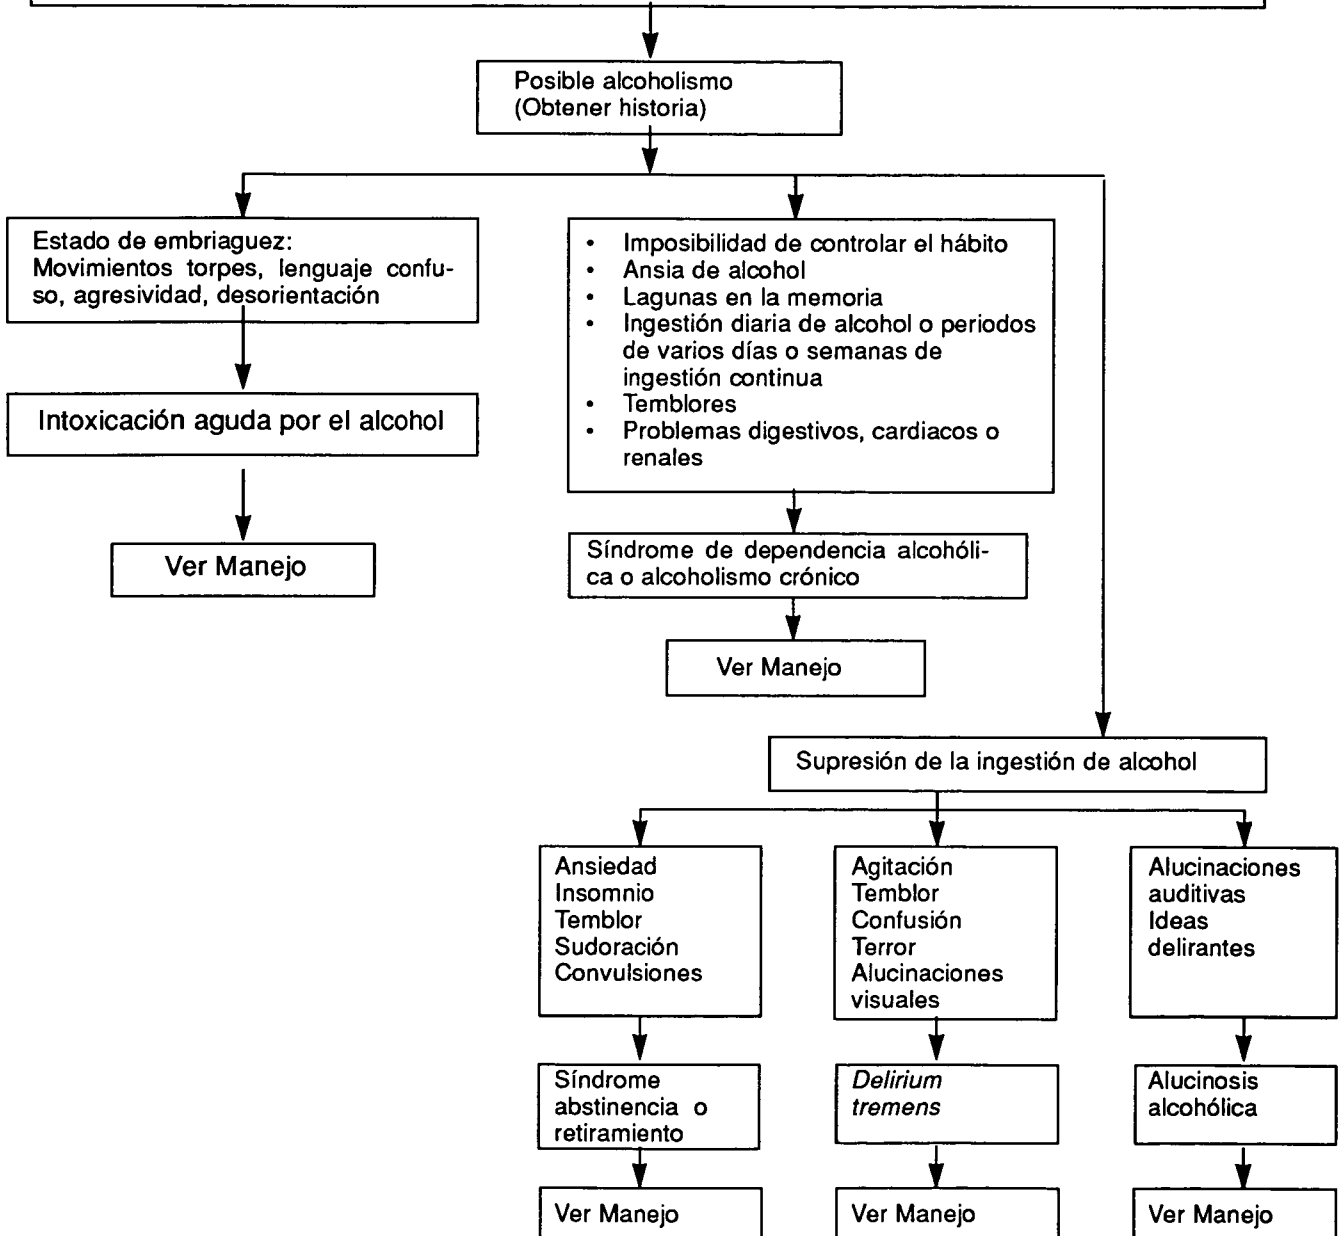 Posible alcoholismo
(Obtener historia)
Estado de embriaguez:
Movimientos torpes, lenguaje confu-
so, agresividad, desorientación
Intoxicación aguda por el alcohol
Ver Manejo
• Imposibilidad de controlar el hábito
• Ansia de alcohol
• Lagunas en la memoria
• Ingestión diaria de alcohol o periodos
de varios días o semanas de
ingestión continua
• Temblores
• Problemas digestivos, cardiacos o
renales
Síndrome de dependencia alcohóli-
ca o alcoholismo crónico
Ver Manejo
Supresión de la ingestión de alcohol
Ansiedad
Insomnio
Temblor
Sudoración
Convulsiones
Síndrome
abstinencia o
retiramiento
Ver Manejo
Agitación
Temblor
Confusión
Terror
Alucinaciones
visuales
Delirium
tremens
Ver Manejo
Alucinaciones
auditivas
Ideas
delirantes
Alucinosis
alcohólica
Ver Manejo